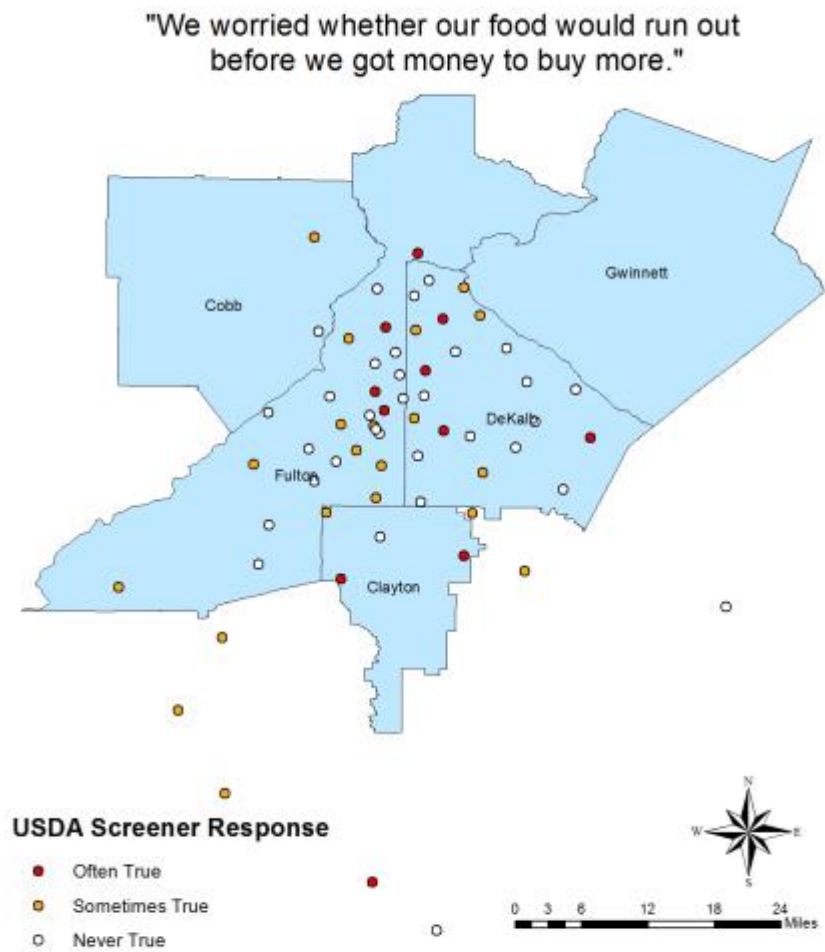 "We worried whether our food would run out
before we got money to buy more."
Gwinnett
Cobb
DeKalb
Fulton
Clayton
N
W
E
S
USDA Screener Response
Often True
Sometimes True
Never True
0 3 6 12 18 24
Miles